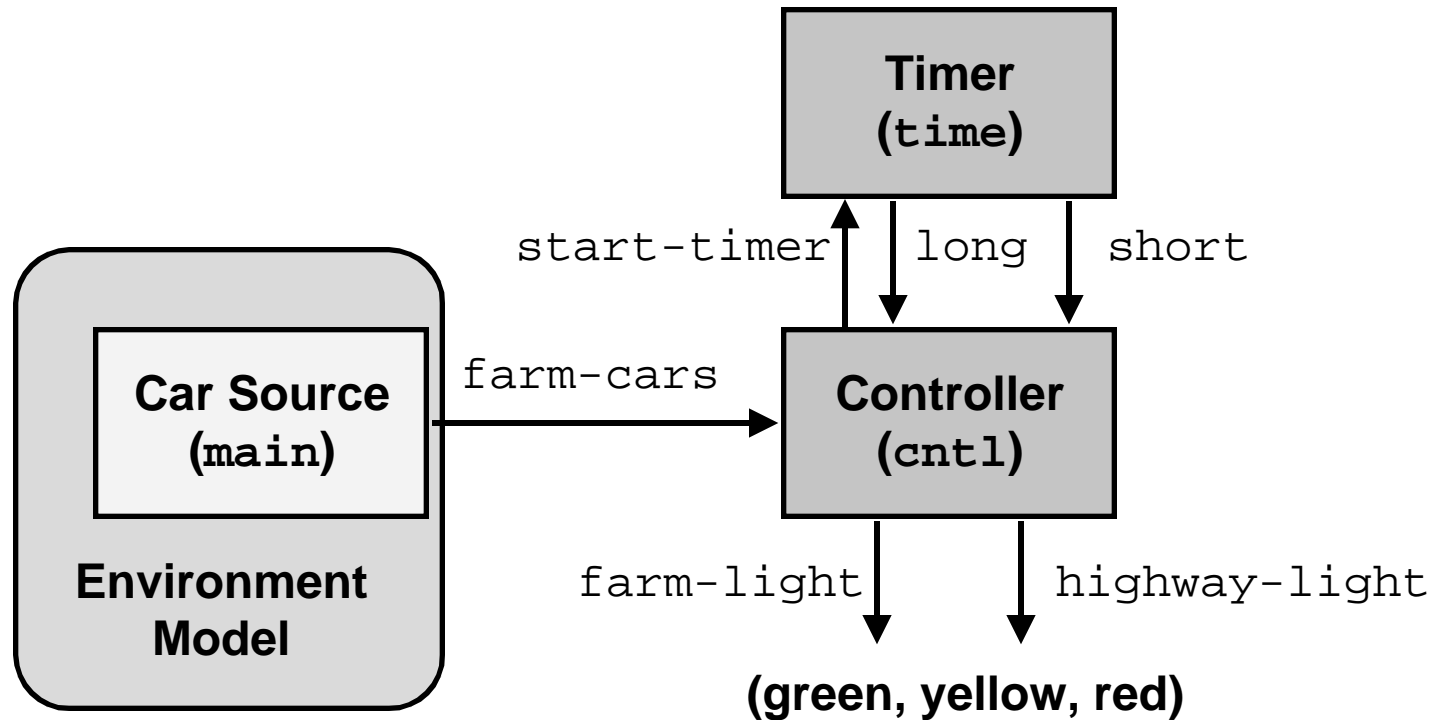 Timer
(time)
start-timer
long
short
Car Source
(main)
farm-cars
Controller
(cntl)
Environment
Model
farm-light
highway-light
(green, yellow, red)